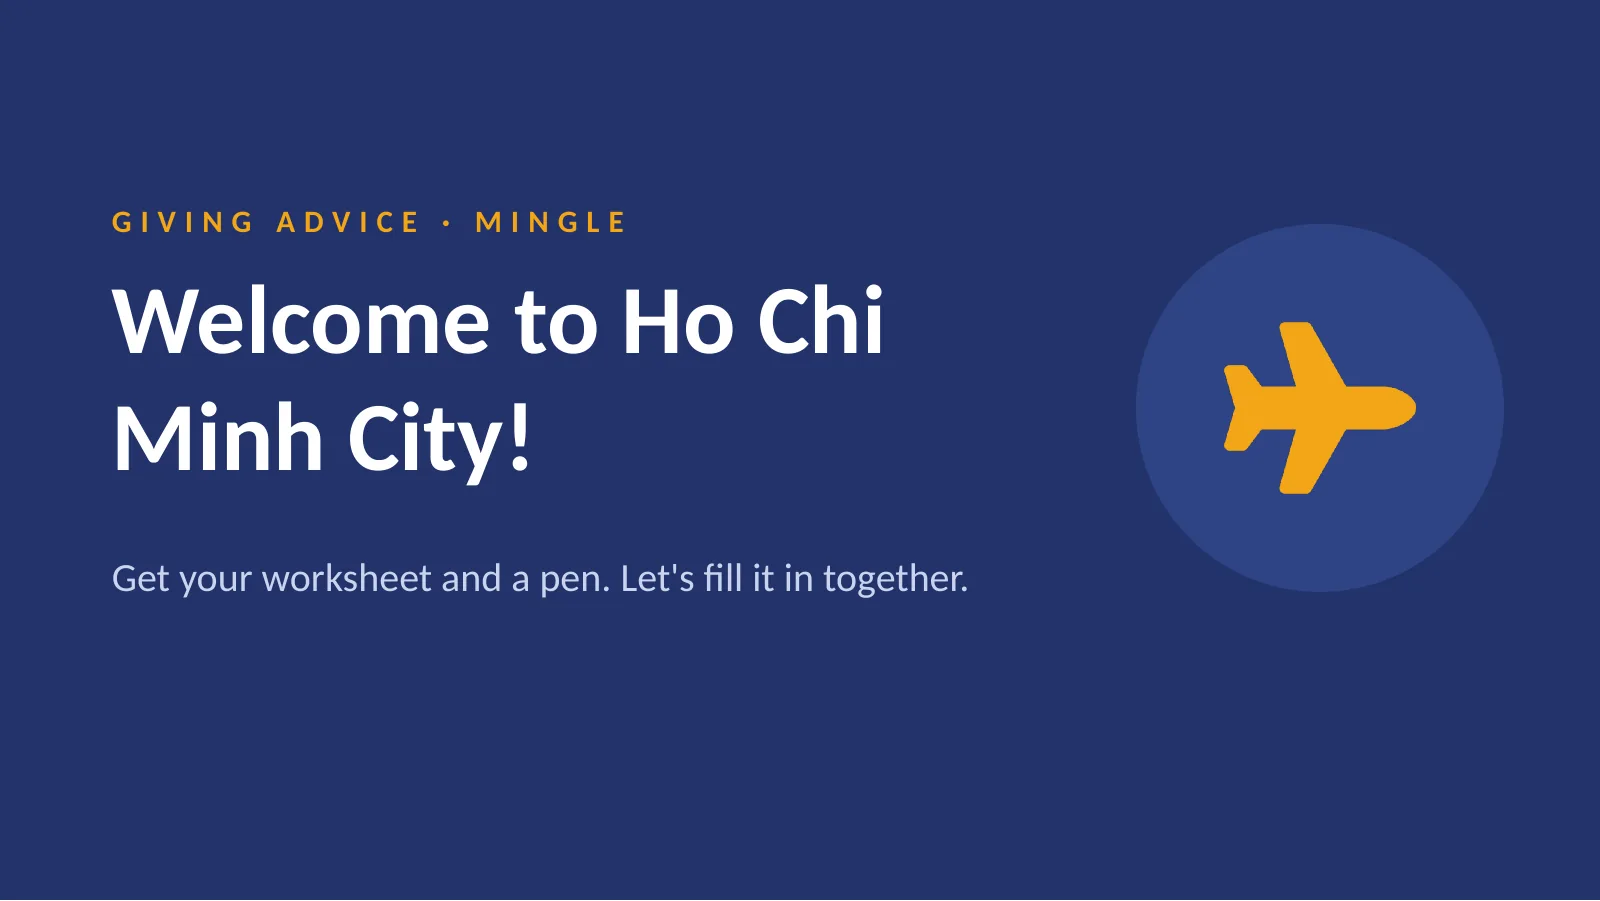 GIVING ADVICE · MINGLE
Welcome to Ho Chi
Minh City!
Get your worksheet and a pen. Let's fill it in together.